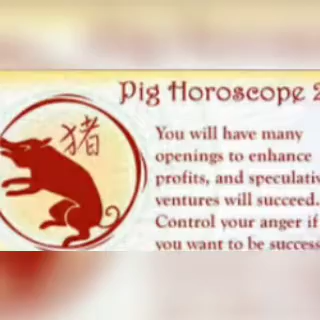 Pig Horoscope 2
猪
You will have many
openings to enhance
profits, and speculativ
ventures will succeed.
Control your anger if
you want to be success